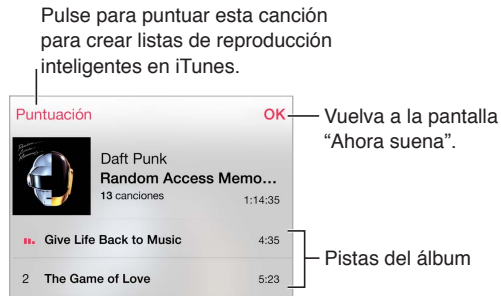 Pulse para puntuar esta canción
para crear listas de reproducción
inteligentes en iTunes.
Puntuación
OK
Vuelva a la pantalla
“Ahora suena”.
Daft Punk
Random Access Memo...
13 canciones
1:14:35
Give Life Back to Music
4:35
Pistas del álbum
2 The Game of Love
5:23